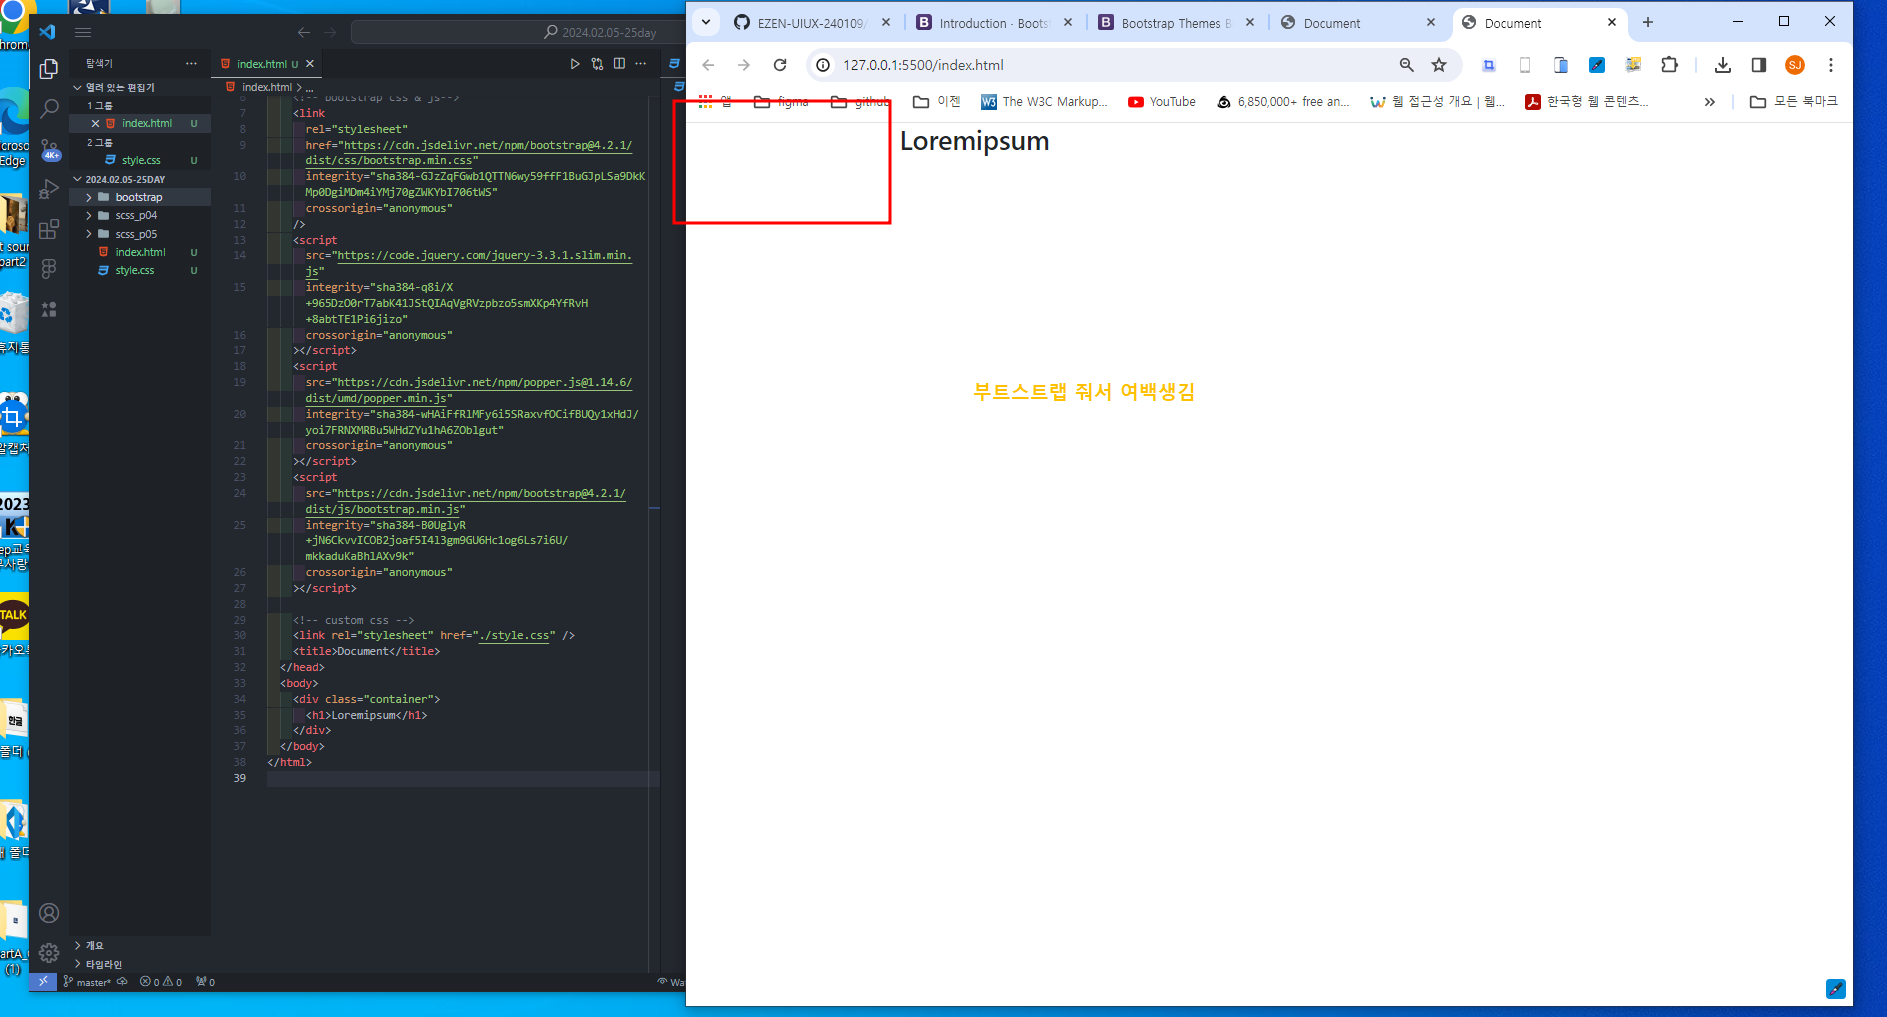 hrom
crosc
Edge
t sour
part2
휴지통
알캡처
2023
K
ep교육
무사랑
TALK
카카오톡
한글
폴더
새 폴더
artA_(
(1)
2024.02.05-25day
탐색기
열려 있는 편집기
1 그룹
index.html U
2 그룹
style.css U
2024.02.05-25DAY
bootstrap
scss_p04
scss_p05
index.html U
style.css U
4K+
개요
타임라인
master* 0 0 0 Wa
index.html U
index.html > ...
6 <!-- bootstrap css & js-->
7 <link
8 rel="stylesheet"
9 href="https://cdn.jsdelivr.net/npm/bootstrap@4.2.1/
dist/css/bootstrap.min.css"
10 integrity="sha384-GJzZqFGwb1QTTN6wy59ffF1BuGJpLSa9DkK
Mp0DgiMDm4iYMj70gZWKYbI706tWS"
11 crossorigin="anonymous"
12 />
13 <script
14 src="https://code.jquery.com/jquery-3.3.1.slim.min.
js"
15 integrity="sha384-q8i/X
+965DzO0rT7abK41JStQIAqVgRVzpbzo5smXKp4YfRvH
+8abtTE1Pi6jizo"
16 crossorigin="anonymous"
17 ></script>
18 <script
19 src="https://cdn.jsdelivr.net/npm/popper.js@1.14.6/
dist/umd/popper.min.js"
20 integrity="sha384-wHAiFfRlMFy6i5SRaxvfOCifBUQy1xHdJ/
yoi7FRNXMRBu5WHdZYu1hA6ZOblgut"
21 crossorigin="anonymous"
22 ></script>
23 <script
24 src="https://cdn.jsdelivr.net/npm/bootstrap@4.2.1/
dist/js/bootstrap.min.js"
25 integrity="sha384-B0UglyR
+jN6CkvvICOB2joaf5I4l3gm9GU6Hc1og6Ls7i6U/
mkkaduKaBhlAXv9k"
26 crossorigin="anonymous"
27 ></script>
28
29 <!-- custom css -->
30 <link rel="stylesheet" href="./style.css" />
31 <title>Document</title>
32 </head>
33 <body>
34 <div class="container">
35 <h1>Loremipsum</h1>
36 </div>
37 </body>
38 </html>
39
EZEN-UIUX-240109/ Introduction · Boots Bootstrap Themes B Document Document
127.0.0.1:5500/index.html SJ
앱 figma github 이젠 The W3C Markup... YouTube 6,850,000+ free an... 웹 접근성 개요 | 웹... 한국형 웹 콘텐츠... » 모든 북마크
Loremipsum
부트스트랩 줘서 여백생김